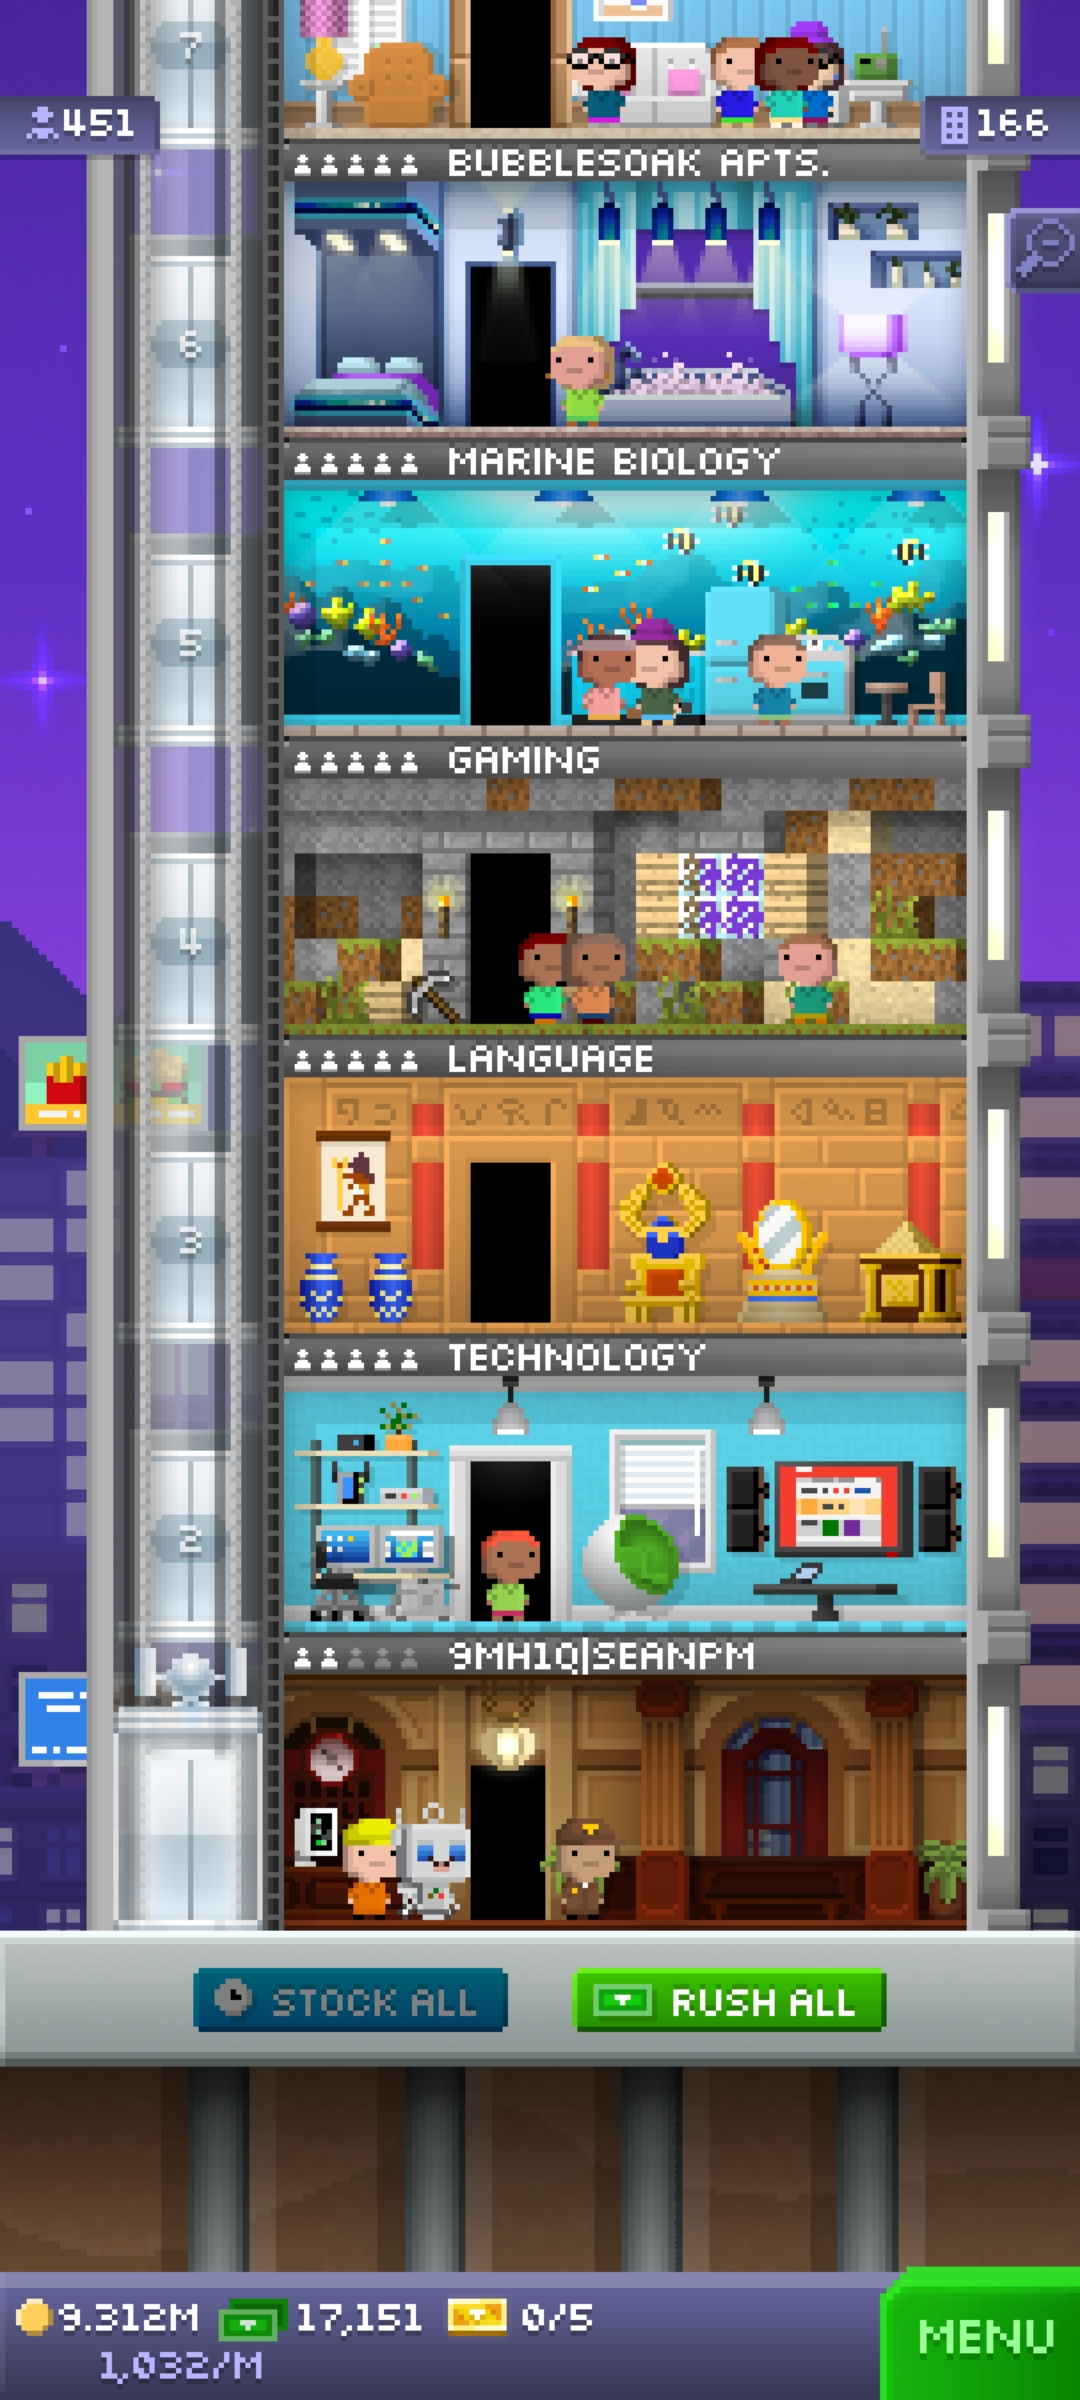 7
451
166
BUBBLESOAK APTS.
6
MARINE BIOLOGY
5
GAMING
4
LANGUAGE
3
TECHNOLOGY
2
9MH1Q|SEANPM
STOCK ALL
RUSH ALL
9.312M
17,151
0/5
1,032/M
MENU